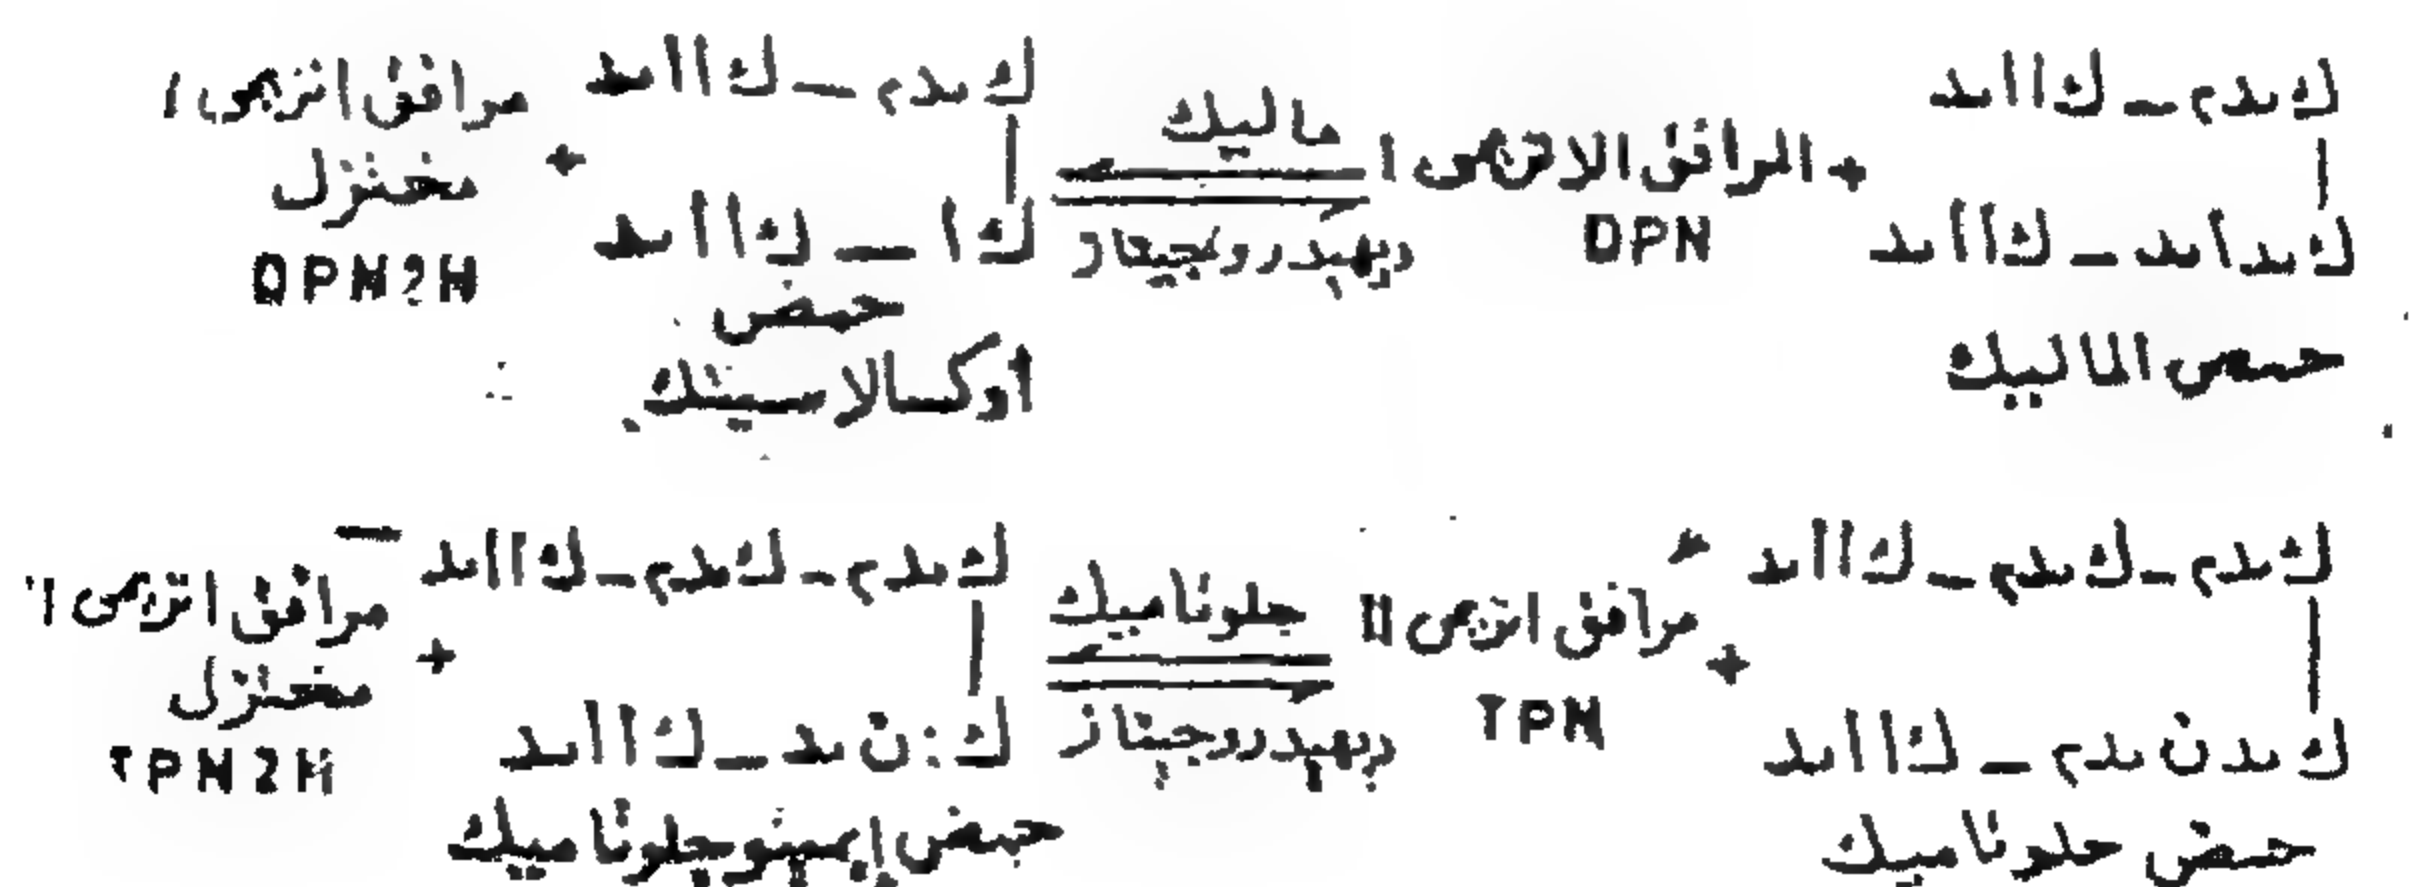 ك‍ يد٢ – ك‍ ا ا يد + المرافق الانزيمى I ماليك ك‍ يد٢ – ك‍ ا ا يد + مرافق انزيمى I
DPN ديهيدروجيناز مختزل
ك‍ يد ا يد – ك‍ ا ا يد ك‍ ا – ك‍ ا ا يد DPN2H
حمض الماليك حمض
أوكسالاسيتك
ك‍ يد٢ – ك‍ يد٢ – ك‍ ا ا يد + مرافق انزيمى II جلوتاميك ك‍ يد٢ – ك‍ يد٢ – ك‍ ا ا يد + مرافق انزيمى
TPN ديهيدروجيناز مختزل
ك‍ يد ن يد٢ – ك‍ ا ا يد ك‍ : ن يد – ك‍ ا ا يد TPN2H
حمض جلوتاميك حمض إيمينوجلوتاميك